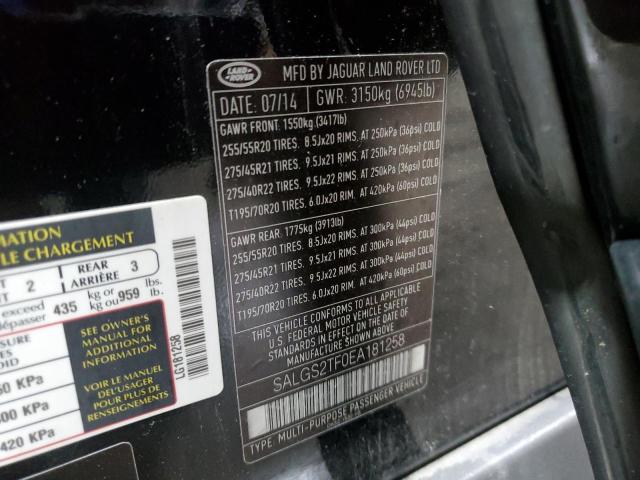 LAND-
ROVER
MFD BY JAGUAR LAND ROVER LTD
DATE: 07/14 GWR: 3150kg (6945lb)
GAWR FRONT: 1550kg (3417lb)
255/55R20 TIRES. 8.5Jx20 RIMS, AT 250kPa (36psi) COLD
275/45R21 TIRES. 9.5Jx21 RIMS, AT 250kPa (36psi) COLD
275/40R22 TIRES. 9.5Jx22 RIMS, AT 250kPa (36psi) COLD
T195/70R20 TIRES. 6.0Jx20 RIM, AT 420kPa (60psi) COLD
GAWR REAR: 1775kg (3913lb)
255/55R20 TIRES. 8.5Jx20 RIMS, AT 300kPa (44psi) COLD
275/45R21 TIRES. 9.5Jx21 RIMS, AT 300kPa (44psi) COLD
275/40R22 TIRES. 9.5Jx22 RIMS, AT 300kPa (44psi) COLD
T195/70R20 TIRES. 6.0Jx20 RIM, AT 420kPa (60psi) COLD
THIS VEHICLE CONFORMS TO ALL APPLICABLE
U.S. FEDERAL MOTOR VEHICLE SAFETY AND
THEFT PREVENTION STANDARDS IN EFFECT ON
THE DATE OF MANUFACTURE SHOWN ABOVE.
SALGS2TF0EA181258
TYPE: MULTI-PURPOSE PASSENGER VEHICLE
RMATION
LE CHARGEMENT
2 REAR 3
ARRIÈRE
exceed 435 kg or 959 lbs.
dépasser kg ou lb.
SEE OWNER'S
MANUAL FOR
ADDITIONAL
INFORMATION
VOIR LE MANUEL
DE L'USAGER
POUR PLUS DE
RENSEIGNEMENTS
SURE
50 KPa
00 KPa
420 KPa
LG181258